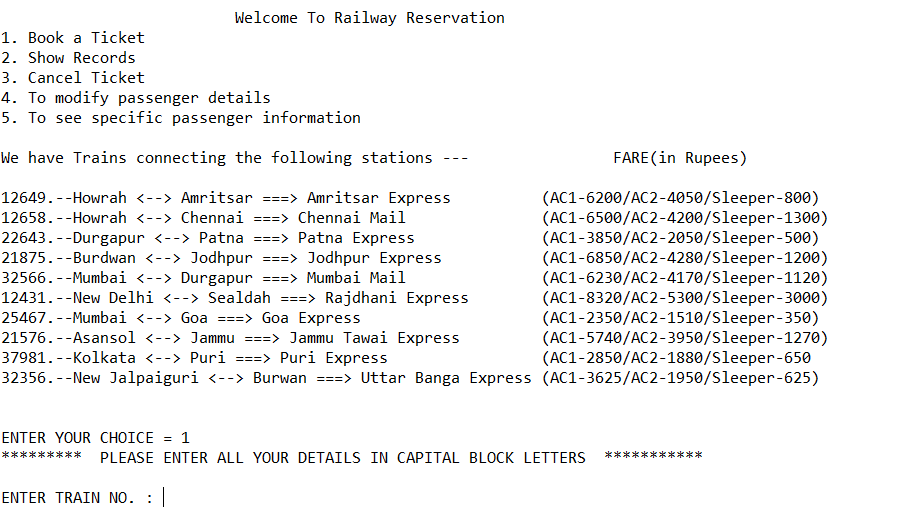 Welcome To Railway Reservation
1. Book a Ticket
2. Show Records
3. Cancel Ticket
4. To modify passenger details
5. To see specific passenger information
We have Trains connecting the following stations --- FARE(in Rupees)
12649.--Howrah <--> Amritsar ===> Amritsar Express (AC1-6200/AC2-4050/Sleeper-800)
12658.--Howrah <--> Chennai ===> Chennai Mail (AC1-6500/AC2-4200/Sleeper-1300)
22643.--Durgapur <--> Patna ===> Patna Express (AC1-3850/AC2-2050/Sleeper-500)
21875.--Burdwan <--> Jodhpur ===> Jodhpur Express (AC1-6850/AC2-4280/Sleeper-1200)
32566.--Mumbai <--> Durgapur ===> Mumbai Mail (AC1-6230/AC2-4170/Sleeper-1120)
12431.--New Delhi <--> Sealdah ===> Rajdhani Express (AC1-8320/AC2-5300/Sleeper-3000)
25467.--Mumbai <--> Goa ===> Goa Express (AC1-2350/AC2-1510/Sleeper-350)
21576.--Asansol <--> Jammu ===> Jammu Tawai Express (AC1-5740/AC2-3950/Sleeper-1270)
37981.--Kolkata <--> Puri ===> Puri Express (AC1-2850/AC2-1880/Sleeper-650
32356.--New Jalpaiguri <--> Burwan ===> Uttar Banga Express (AC1-3625/AC2-1950/Sleeper-625)
ENTER YOUR CHOICE = 1
*********  PLEASE ENTER ALL YOUR DETAILS IN CAPITAL BLOCK LETTERS  ***********
ENTER TRAIN NO. :